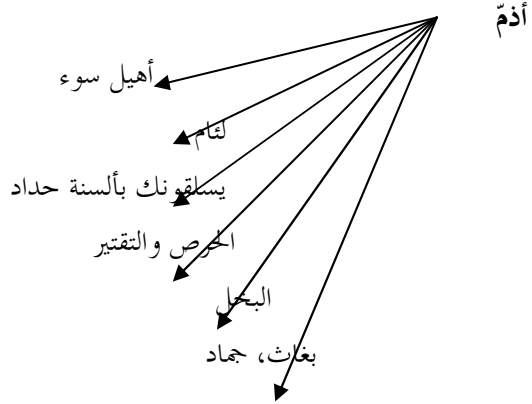 أذمّ
أهيل سوء
لئام
يسلقونك بألسنة حداد
الحرص والتقتير
البخل
بغاث، جماد